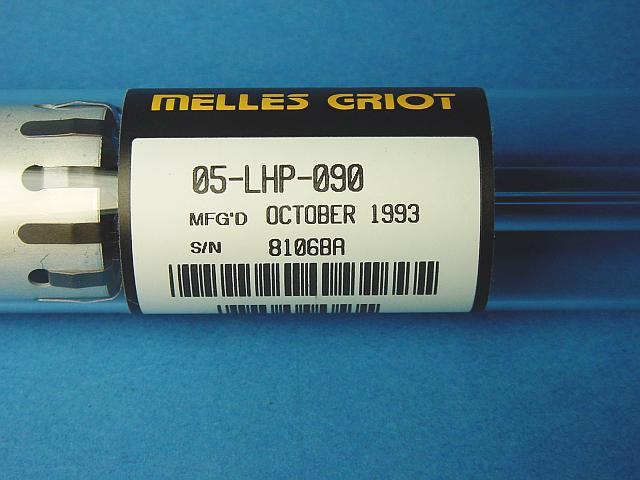 MELLES GRIOT
05-LHP-090
MFG'D OCTOBER 1993
S/N 8106BA